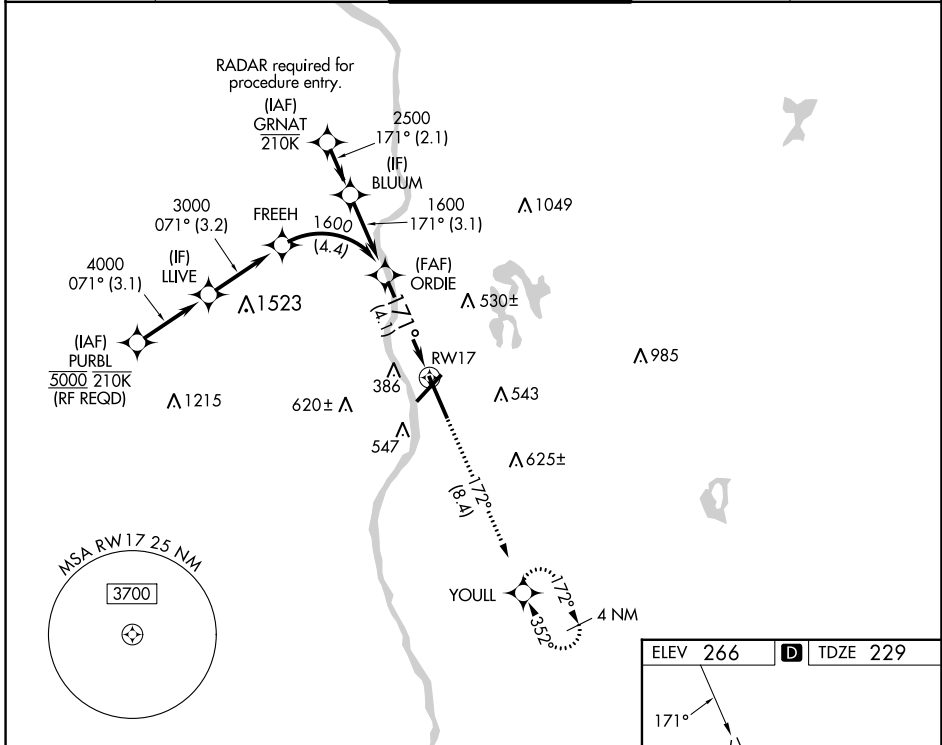 RADAR required for
procedure entry.
(IAF)
GRNAT
210K
2500
171° (2.1)
(IF)
BLUUM
1600
171° (3.1)
1049
3000
071° (3.2)
FREEH
1600
(4.4)
(IF)
LLIVE
4000
071° (3.1)
(FAF)
ORDIE
1523
530±
171°
(4.1)
(IAF)
PURBL
5000 210K
(RF REQD)
RW17
985
386
1215
620±
543
547
625±
172°
(8.4)
MSA RW17 25 NM
3700
YOULL
172°
352°
4 NM
ELEV 266
D
TDZE 229
171°